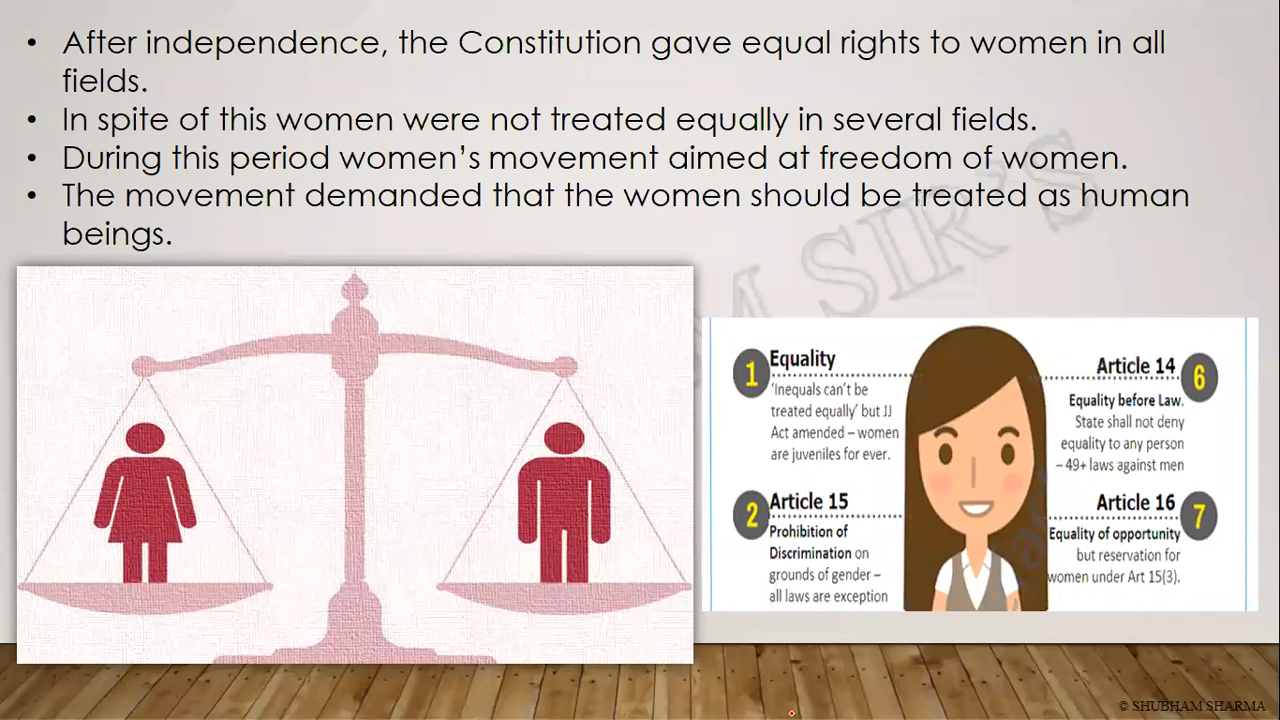 • After independence, the Constitution gave equal rights to women in all
fields.
• In spite of this women were not treated equally in several fields.
• During this period women's movement aimed at freedom of women.
• The movement demanded that the women should be treated as human
beings.
M SIR'S
1 Equality
'Inequals can't be
treated equally' but JJ
Act amended – women
are juveniles for ever.
2 Article 15
Prohibition of
Discrimination on
grounds of gender –
all laws are exception
Article 14 6
Equality before Law.
State shall not deny
equality to any person
– 49+ laws against men
Article 16 7
Equality of opportunity
but reservation for
women under Art 15(3).
© SHUBHAM SHARMA